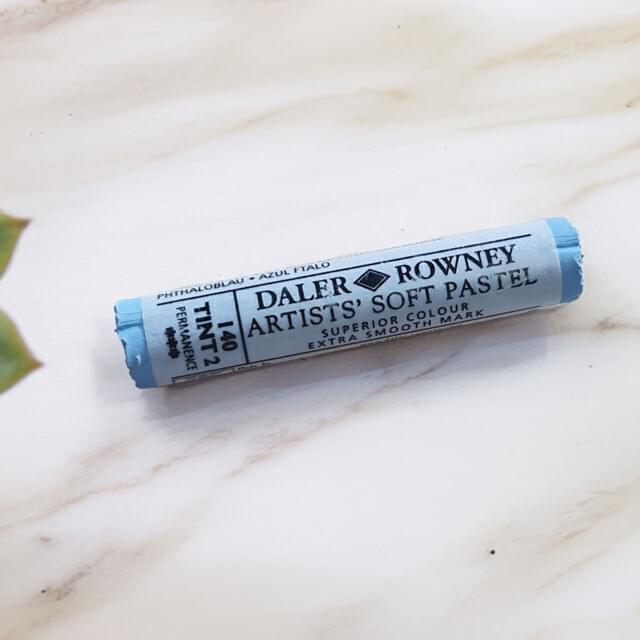 PHTHALOBLAU • AZUL FTALO
DALER ROWNEY
ARTISTS' SOFT PASTEL
SUPERIOR COLOUR
EXTRA SMOOTH MARK
140
TINT 2
PERMANENCE